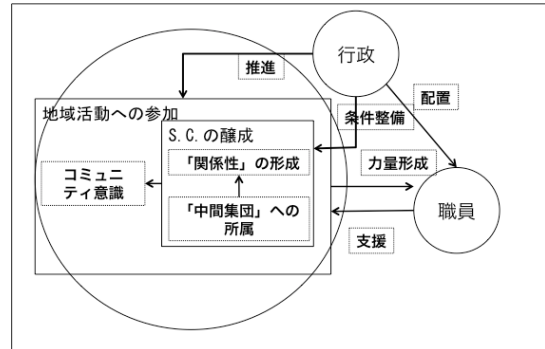 行政
推進
配置
地域活動への参加
条件整備
S.C.の醸成
「関係性」の形成
コミュニ
ティ意識
力量形成
「中間集団」への
所属
職員
支援